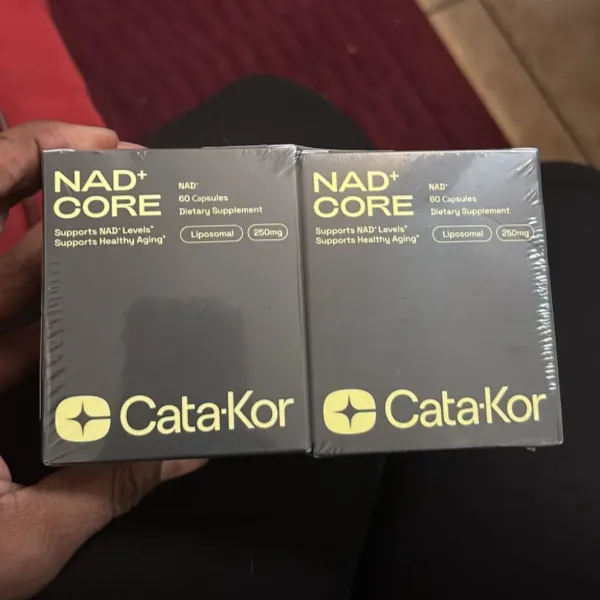 NAD+
CORE
NAD+
60 Capsules
Dietary Supplement
Supports NAD+ Levels*
Supports Healthy Aging*
Liposomal
250mg
Cata·Kor
NAD+
CORE
NAD+
60 Capsules
Dietary Supplement
Supports NAD+ Levels*
Supports Healthy Aging*
Liposomal
250mg
Cata·Kor